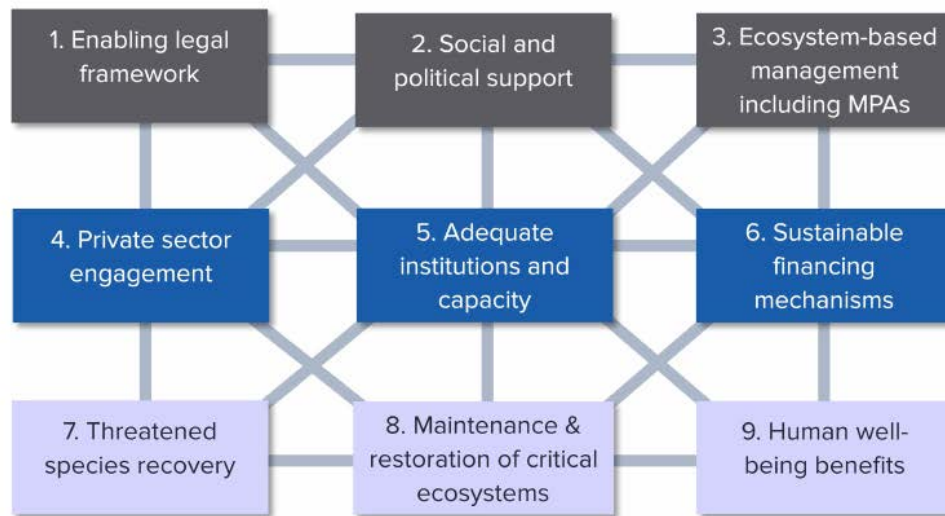 1. Enabling legal
framework
2. Social and
political support
3. Ecosystem-based
management
including MPAs
4. Private sector
engagement
5. Adequate
institutions and
capacity
6. Sustainable
financing
mechanisms
7. Threatened
species recovery
8. Maintenance &
restoration of critical
ecosystems
9. Human well-
being benefits